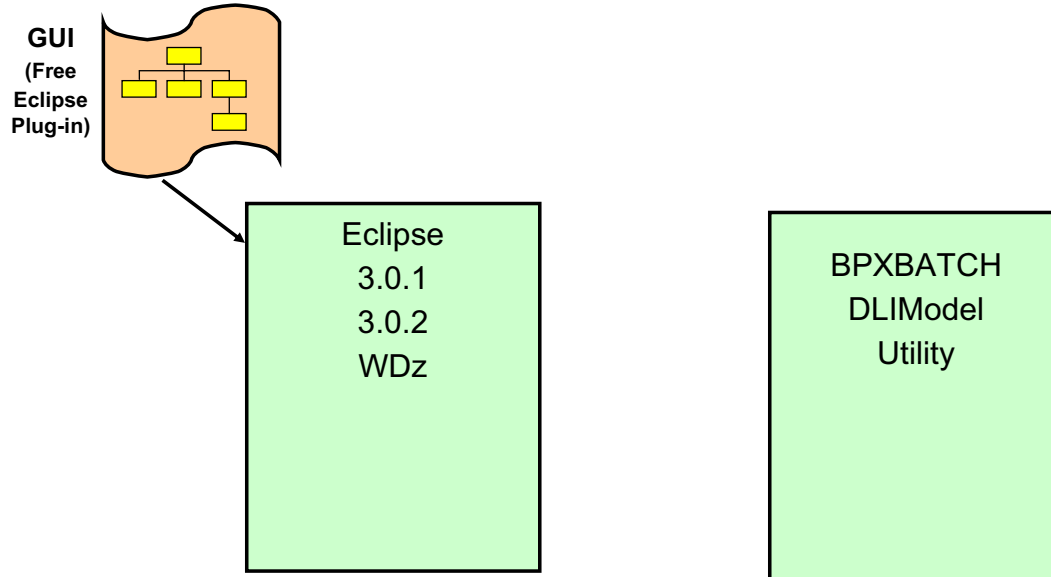 GUI
(Free
Eclipse
Plug-in)
Eclipse
3.0.1
3.0.2
WDz
BPXBATCH
DLIModel
Utility